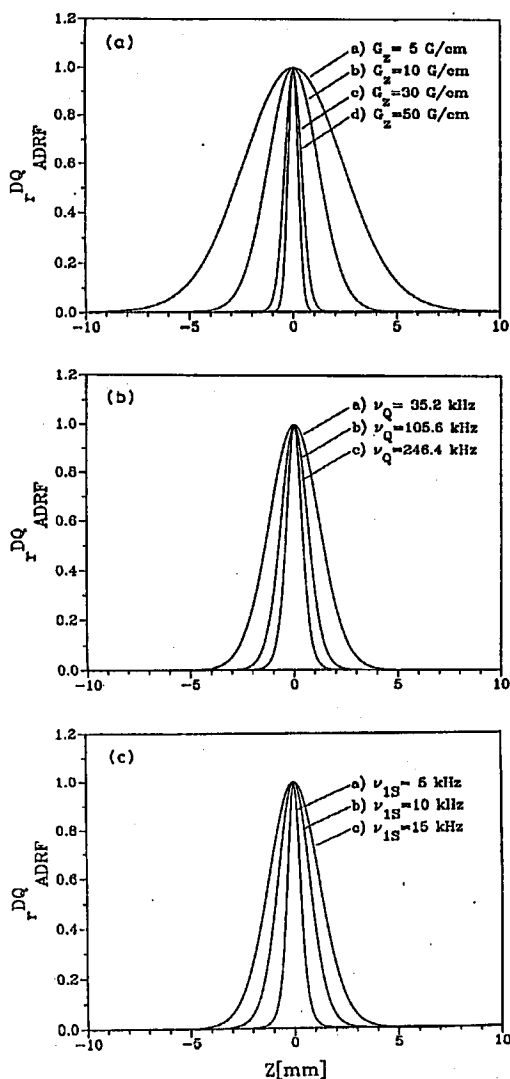 (a)
a) G_z= 5 G/cm
b) G_z=10 G/cm
c) G_z=30 G/cm
d) G_z=50 G/cm
r^DQ_ADRF
1.2
1.0
0.8
0.6
0.4
0.2
0.0
-10
-5
0
5
10
(b)
a) ν_Q= 35.2 kHz
b) ν_Q=105.6 kHz
c) ν_Q=246.4 kHz
r^DQ_ADRF
1.2
1.0
0.8
0.6
0.4
0.2
0.0
-10
-5
0
5
10
(c)
a) ν_1S= 5 kHz
b) ν_1S=10 kHz
c) ν_1S=15 kHz
r^DQ_ADRF
1.2
1.0
0.8
0.6
0.4
0.2
0.0
-10
-5
0
5
10
Z[mm]